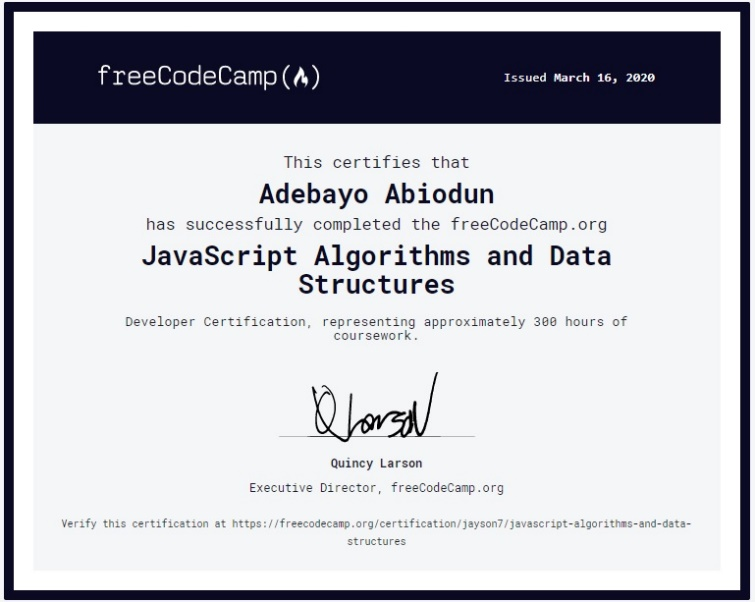 freeCodeCamp(🔥)
Issued March 16, 2020
This certifies that
Adebayo Abiodun
has successfully completed the freeCodeCamp.org
JavaScript Algorithms and Data
Structures
Developer Certification, representing approximately 300 hours of
coursework.
Q Larson
Quincy Larson
Executive Director, freeCodeCamp.org
Verify this certification at https://freecodecamp.org/certification/jayson7/javascript-algorithms-and-data-
structures